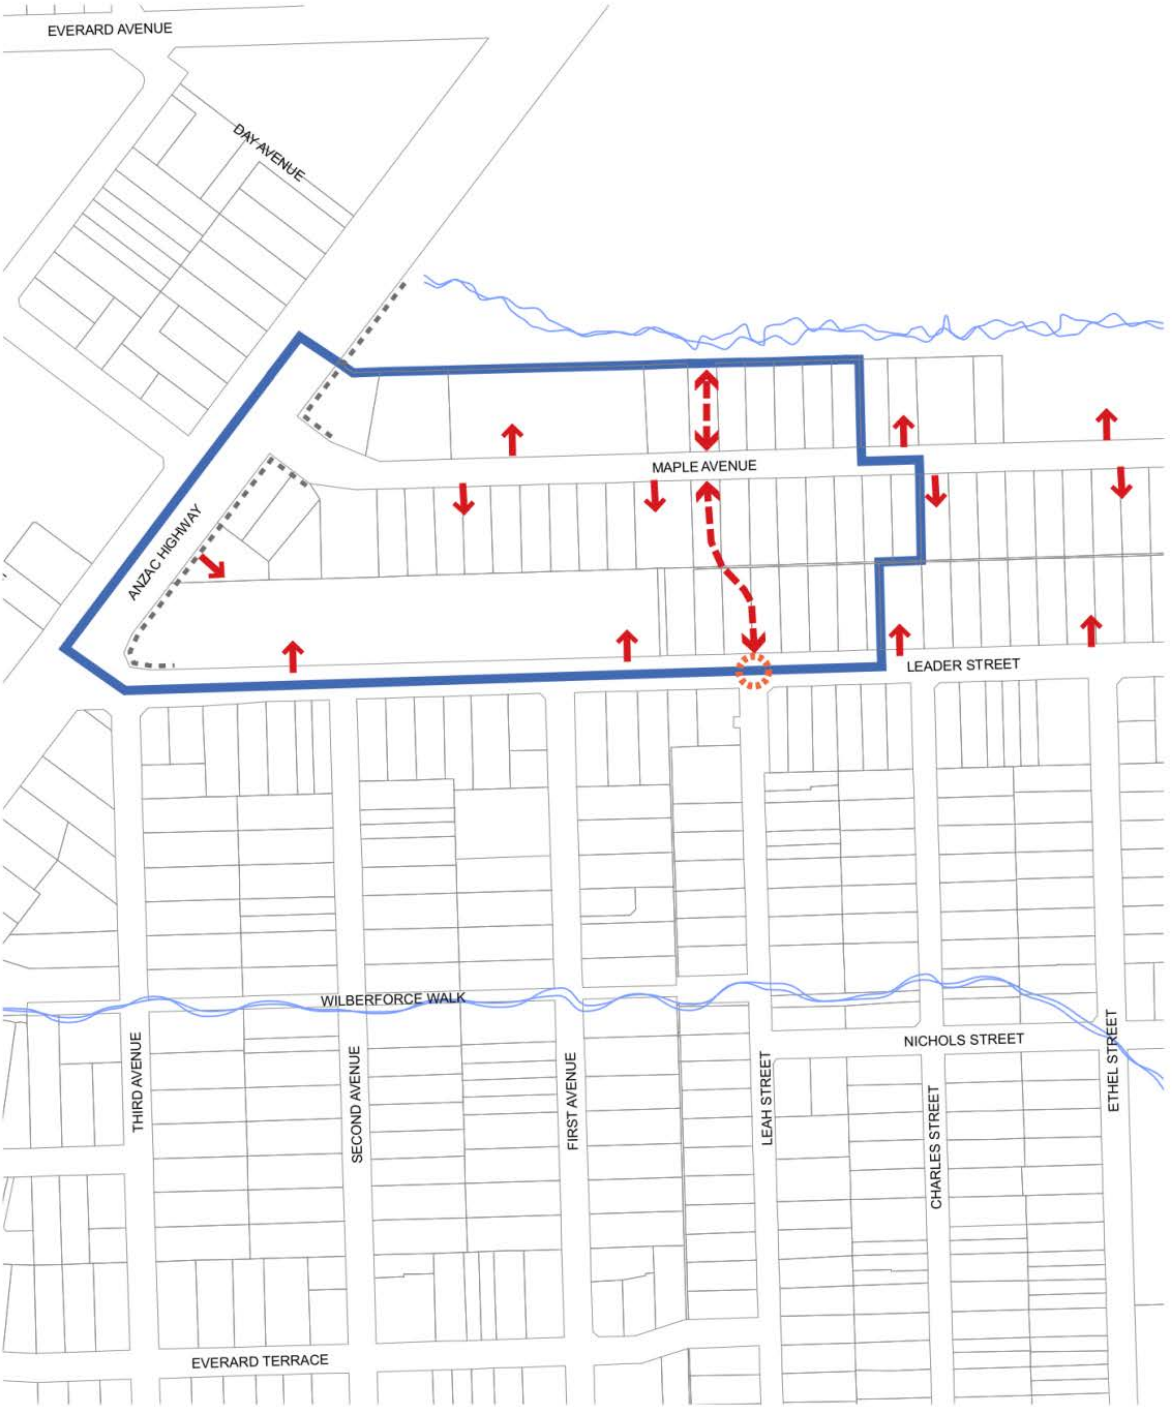 EVERARD AVENUE
DAY AVENUE
MAPLE AVENUE
ANZAC HIGHWAY
LEADER STREET
WILBERFORCE WALK
NICHOLS STREET
THIRD AVENUE
SECOND AVENUE
FIRST AVENUE
LEAH STREET
CHARLES STREET
ETHEL STREET
EVERARD TERRACE